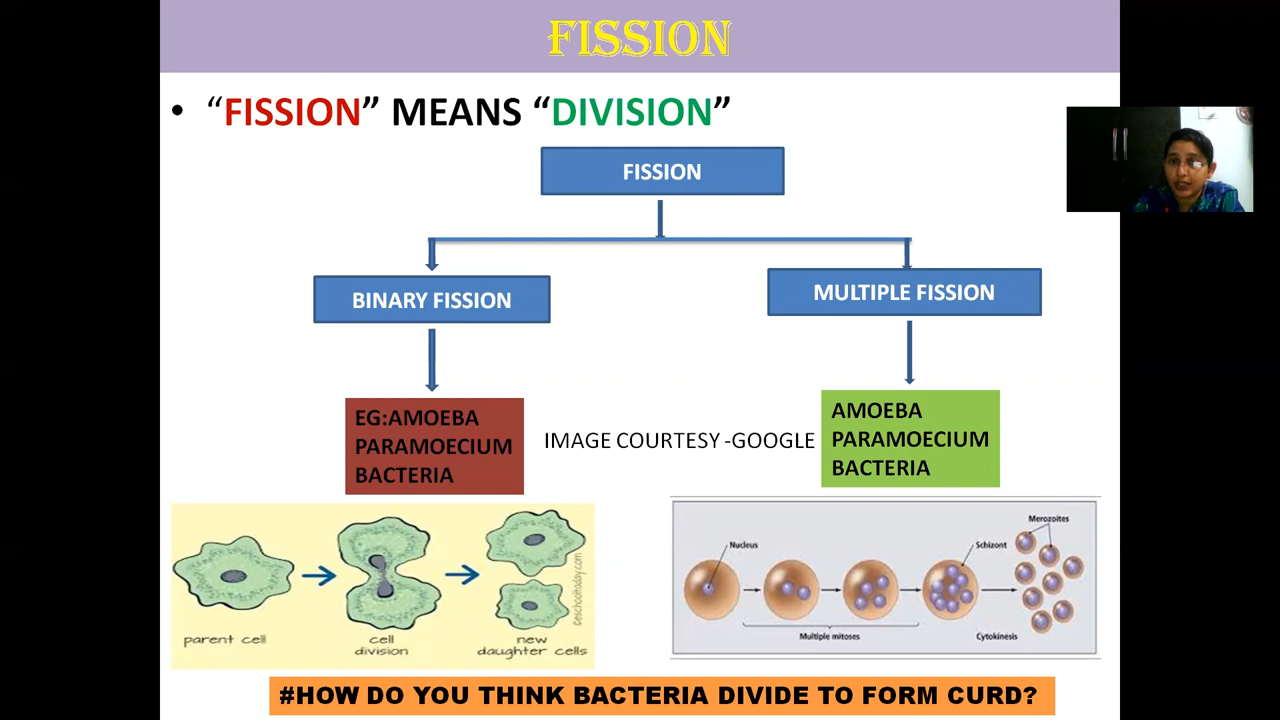 FISSION
• “FISSION” MEANS “DIVISION”
FISSION
BINARY FISSION
MULTIPLE FISSION
EG:AMOEBA
PARAMOECIUM
BACTERIA
IMAGE COURTESY -GOOGLE
AMOEBA
PARAMOECIUM
BACTERIA
parent cell
cell
division
new
daughter cells
©eschooltoday.com
Nucleus
Schizont
Merozoites
Multiple mitoses
Cytokinesis
#HOW DO YOU THINK BACTERIA DIVIDE TO FORM CURD?